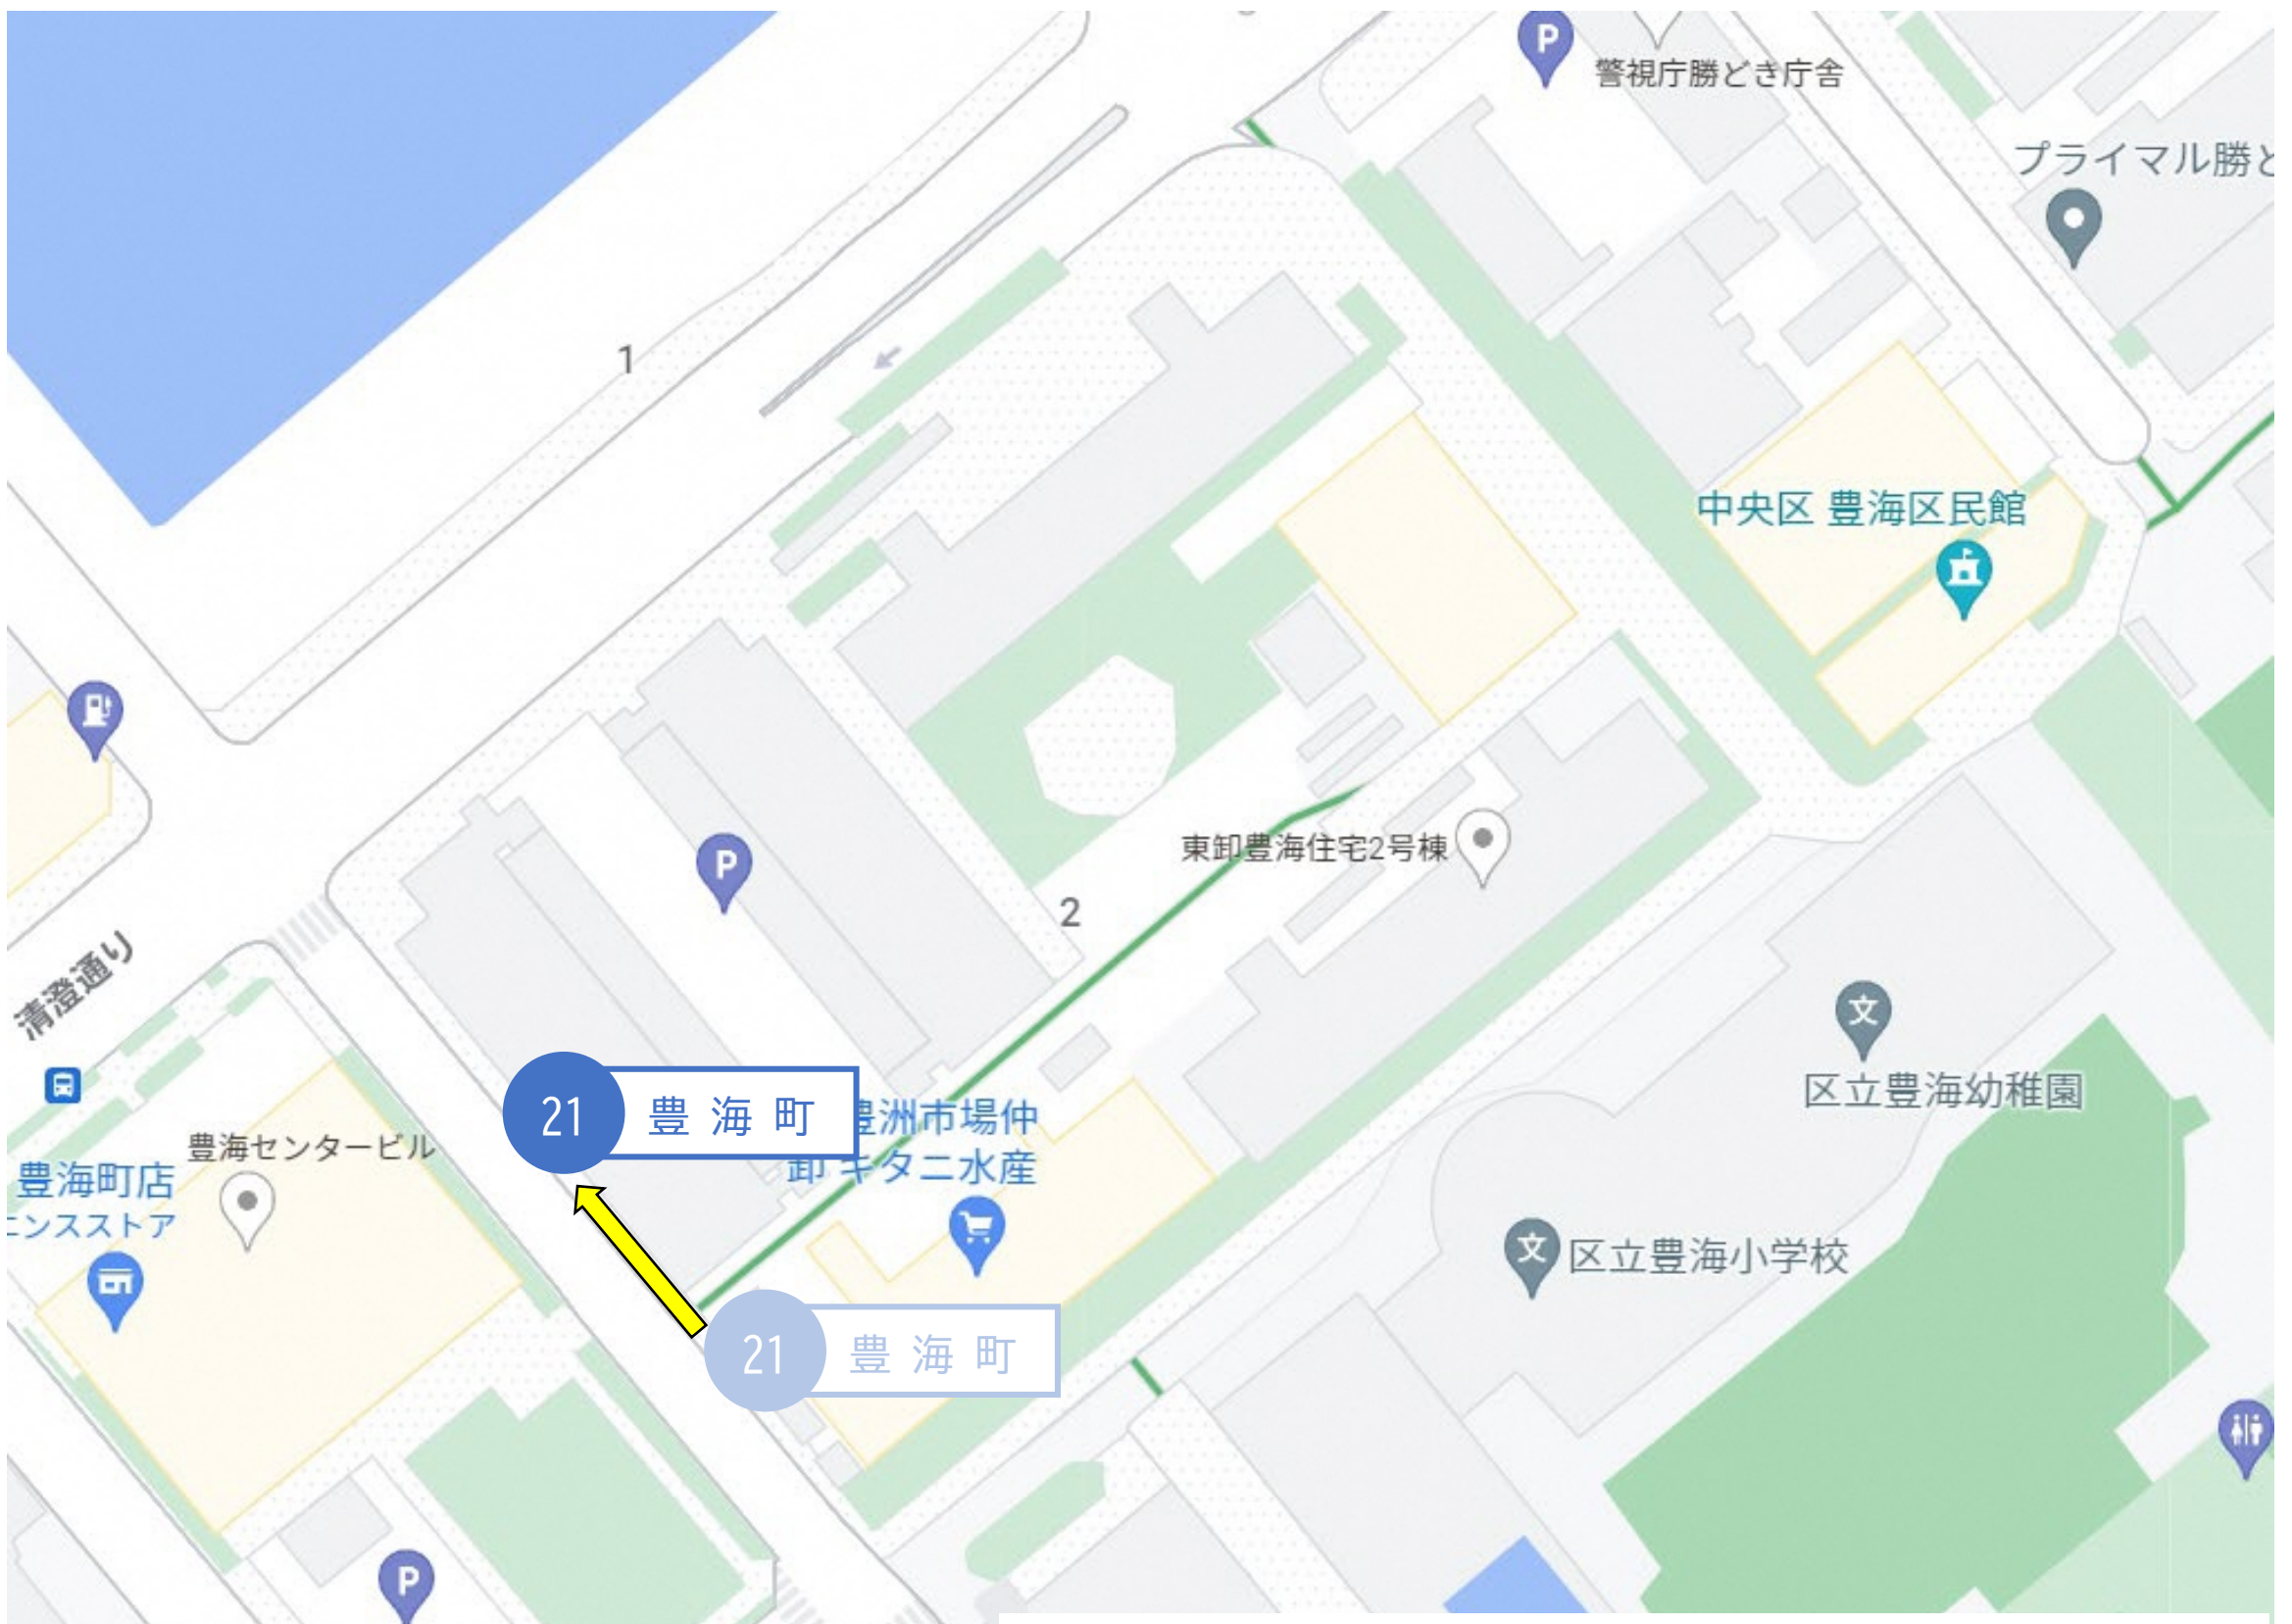 P
警視庁勝どき庁舎
プライマル勝ど
1
中央区 豊海区民館
東卸豊海住宅2号棟
P
2
清澄通り
文
区立豊海幼稚園
21
豊海町
豊洲市場仲
卸 キタニ水産
豊海センタービル
豊海町店
ニンスストア
文
区立豊海小学校
21
豊海町
P